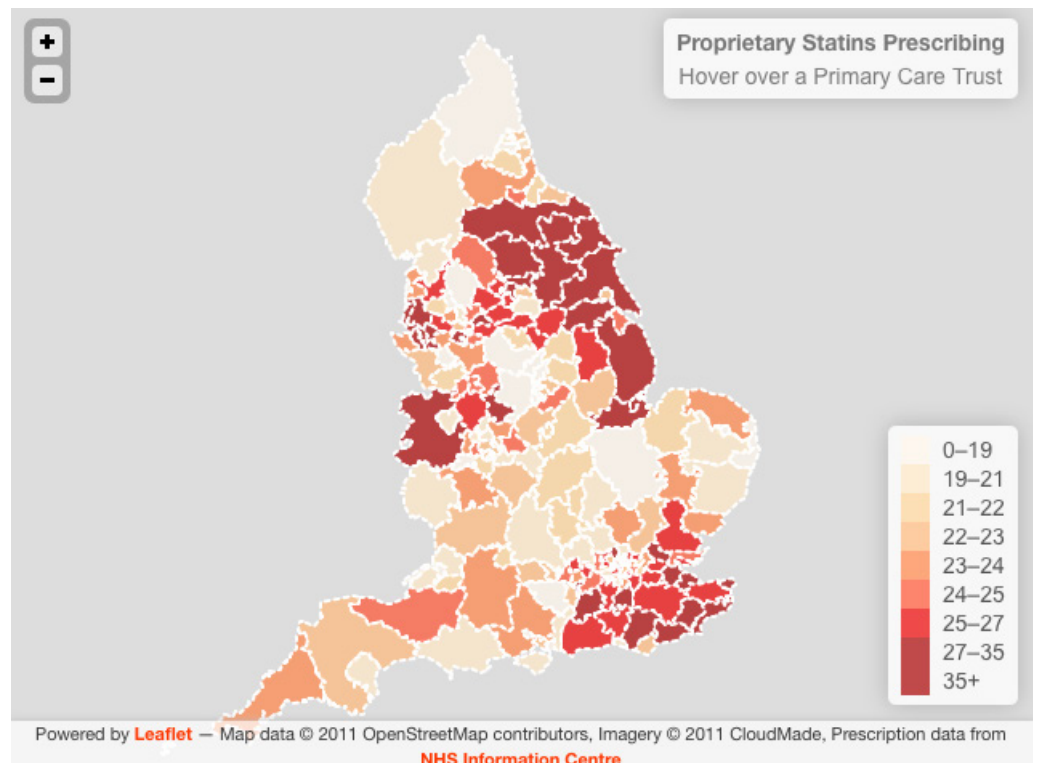 +
−
Proprietary Statins Prescribing
Hover over a Primary Care Trust
0–19
19–21
21–22
22–23
23–24
24–25
25–27
27–35
35+
Powered by Leaflet — Map data © 2011 OpenStreetMap contributors, Imagery © 2011 CloudMade, Prescription data from
NHS Information Centre